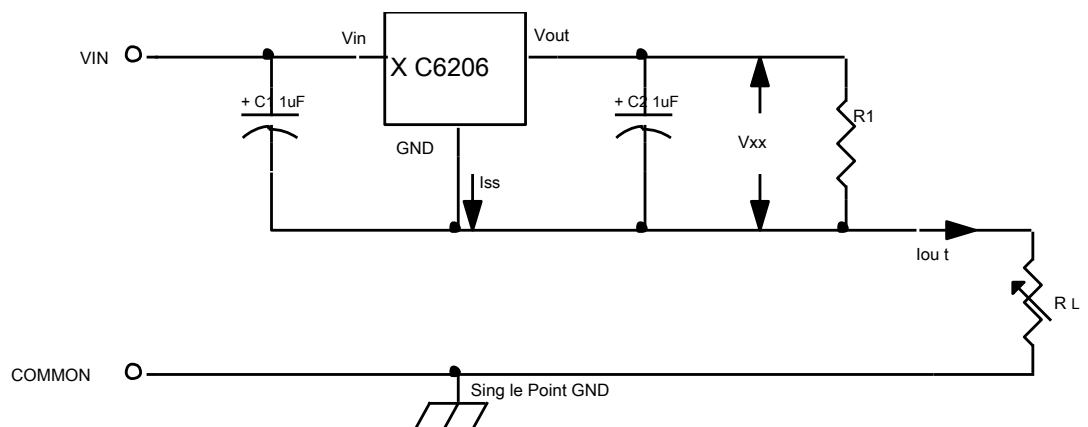 Vin
Vout
VIN
X C6206
+ C1 1uF
+ C2 1uF
R1
GND
Vxx
Iss
Iou t
R L
COMMON
Sing le Point GND